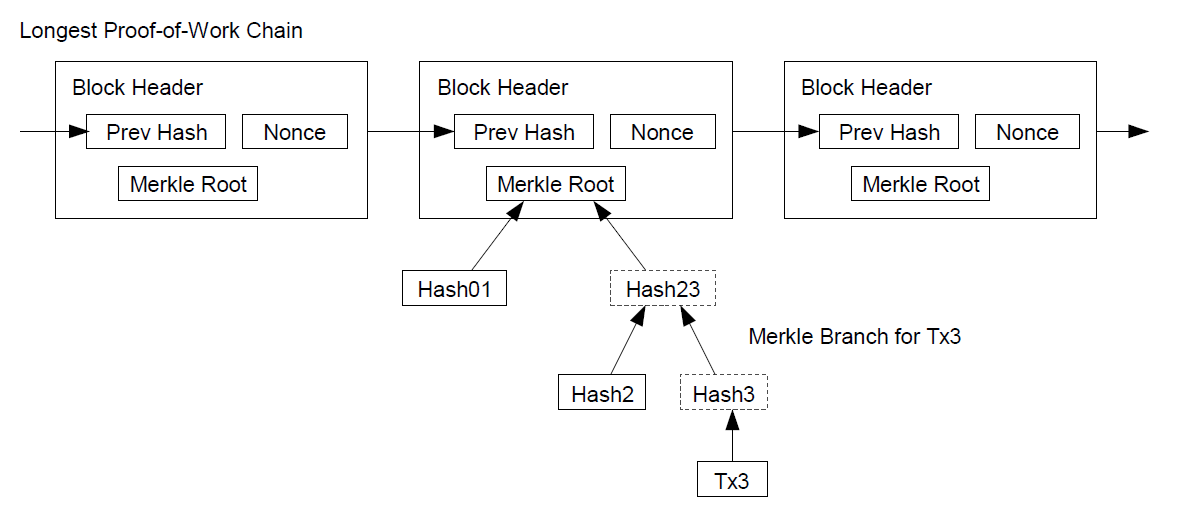 Longest Proof-of-Work Chain
Block Header
Block Header
Block Header
Prev Hash
Nonce
Prev Hash
Nonce
Prev Hash
Nonce
Merkle Root
Merkle Root
Merkle Root
Hash01
Hash23
Merkle Branch for Tx3
Hash2
Hash3
Tx3